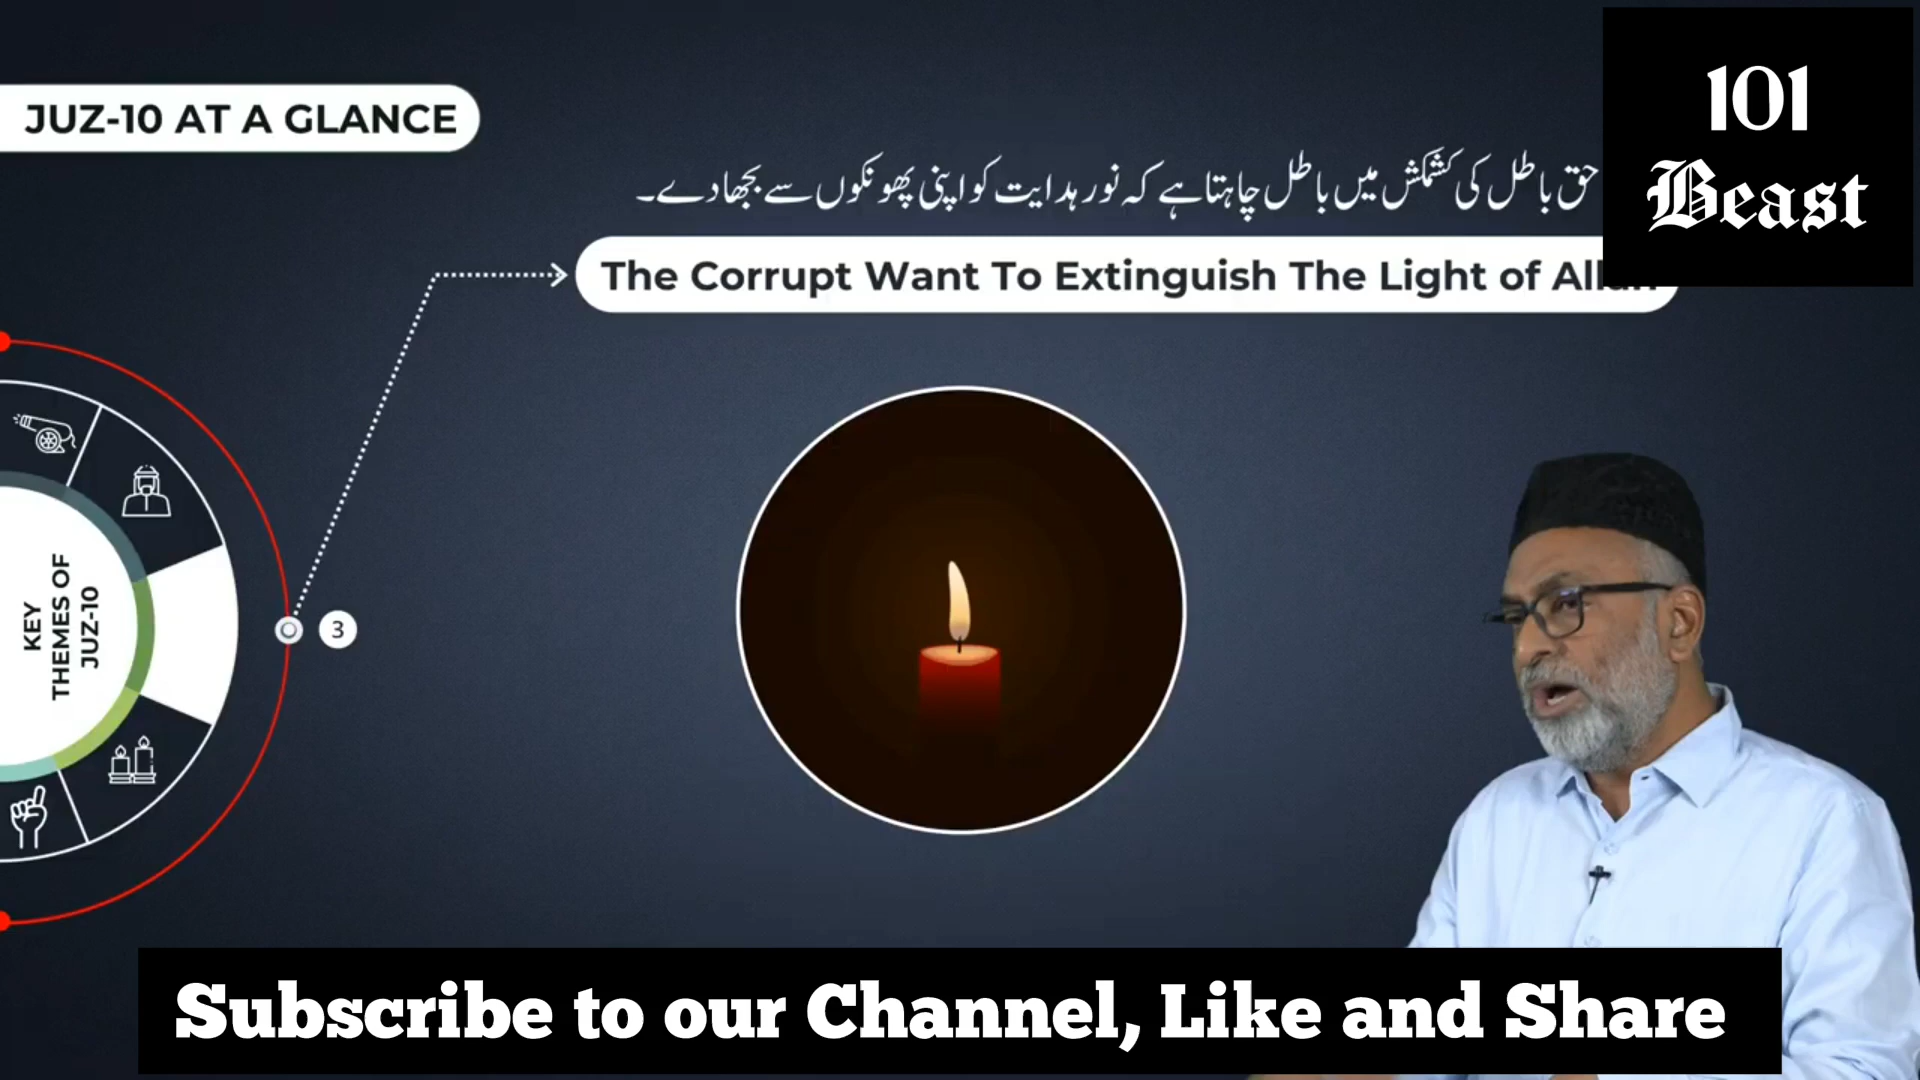 JUZ-10 AT A GLANCE
101
Beast
حق باطل کی کشمکش میں باطل چاہتا ہے کہ نور ہدایت کو اپنی پھونکوں سے بجھا دے۔
The Corrupt Want To Extinguish The Light of Allah
3
KEY
THEMES OF
JUZ-10
Subscribe to our Channel, Like and Share